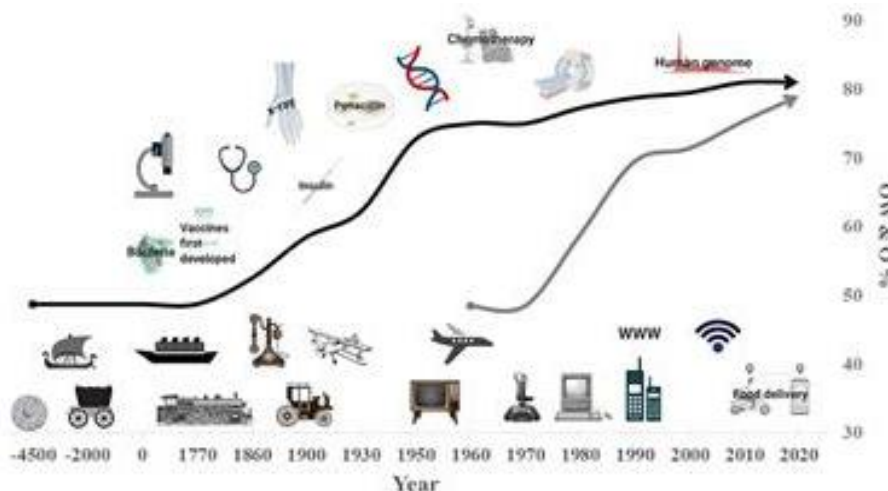 90
Chemotherapy
Human genome
80
X-ray
Penicillin
70
Insulin
60
Bacteria
Vaccines
first
developed
50
WWW
40
Food delivery
30
-4500 -2000 0 1770 1860 1900 1930 1950 1960 1970 1980 1990 2000 2010 2020
Year